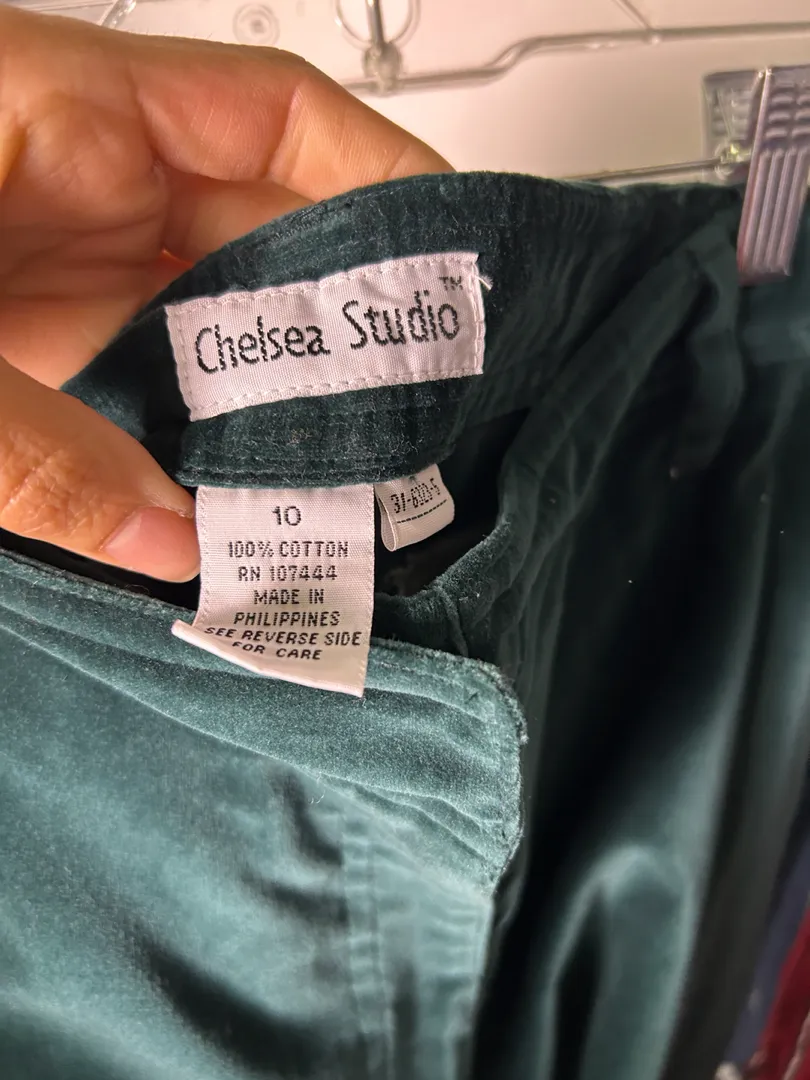 Chelsea Studio™
10
100% COTTON
RN 107444
MADE IN
PHILIPPINES
SEE REVERSE SIDE
FOR CARE